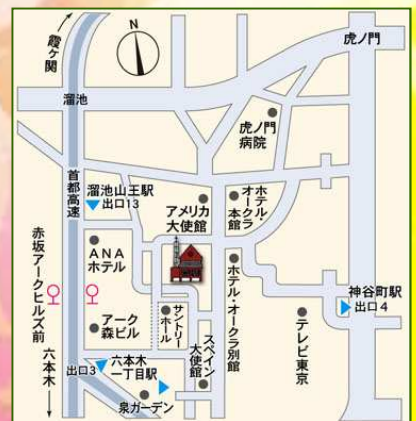 N
霞ヶ関
虎ノ門
溜池
虎ノ門
病院
首都高速
溜池山王駅
出口13
アメリカ
大使館
ホテル・
オークラ
本館
ANA
ホテル
赤坂アークヒルズ前
サントリー
ホール
ホテル・オークラ別館
神谷町駅
出口4
アーク
森ビル
スペイン
大使館
テレビ東京
六本木
出口3
六本木
一丁目駅
泉ガーデン